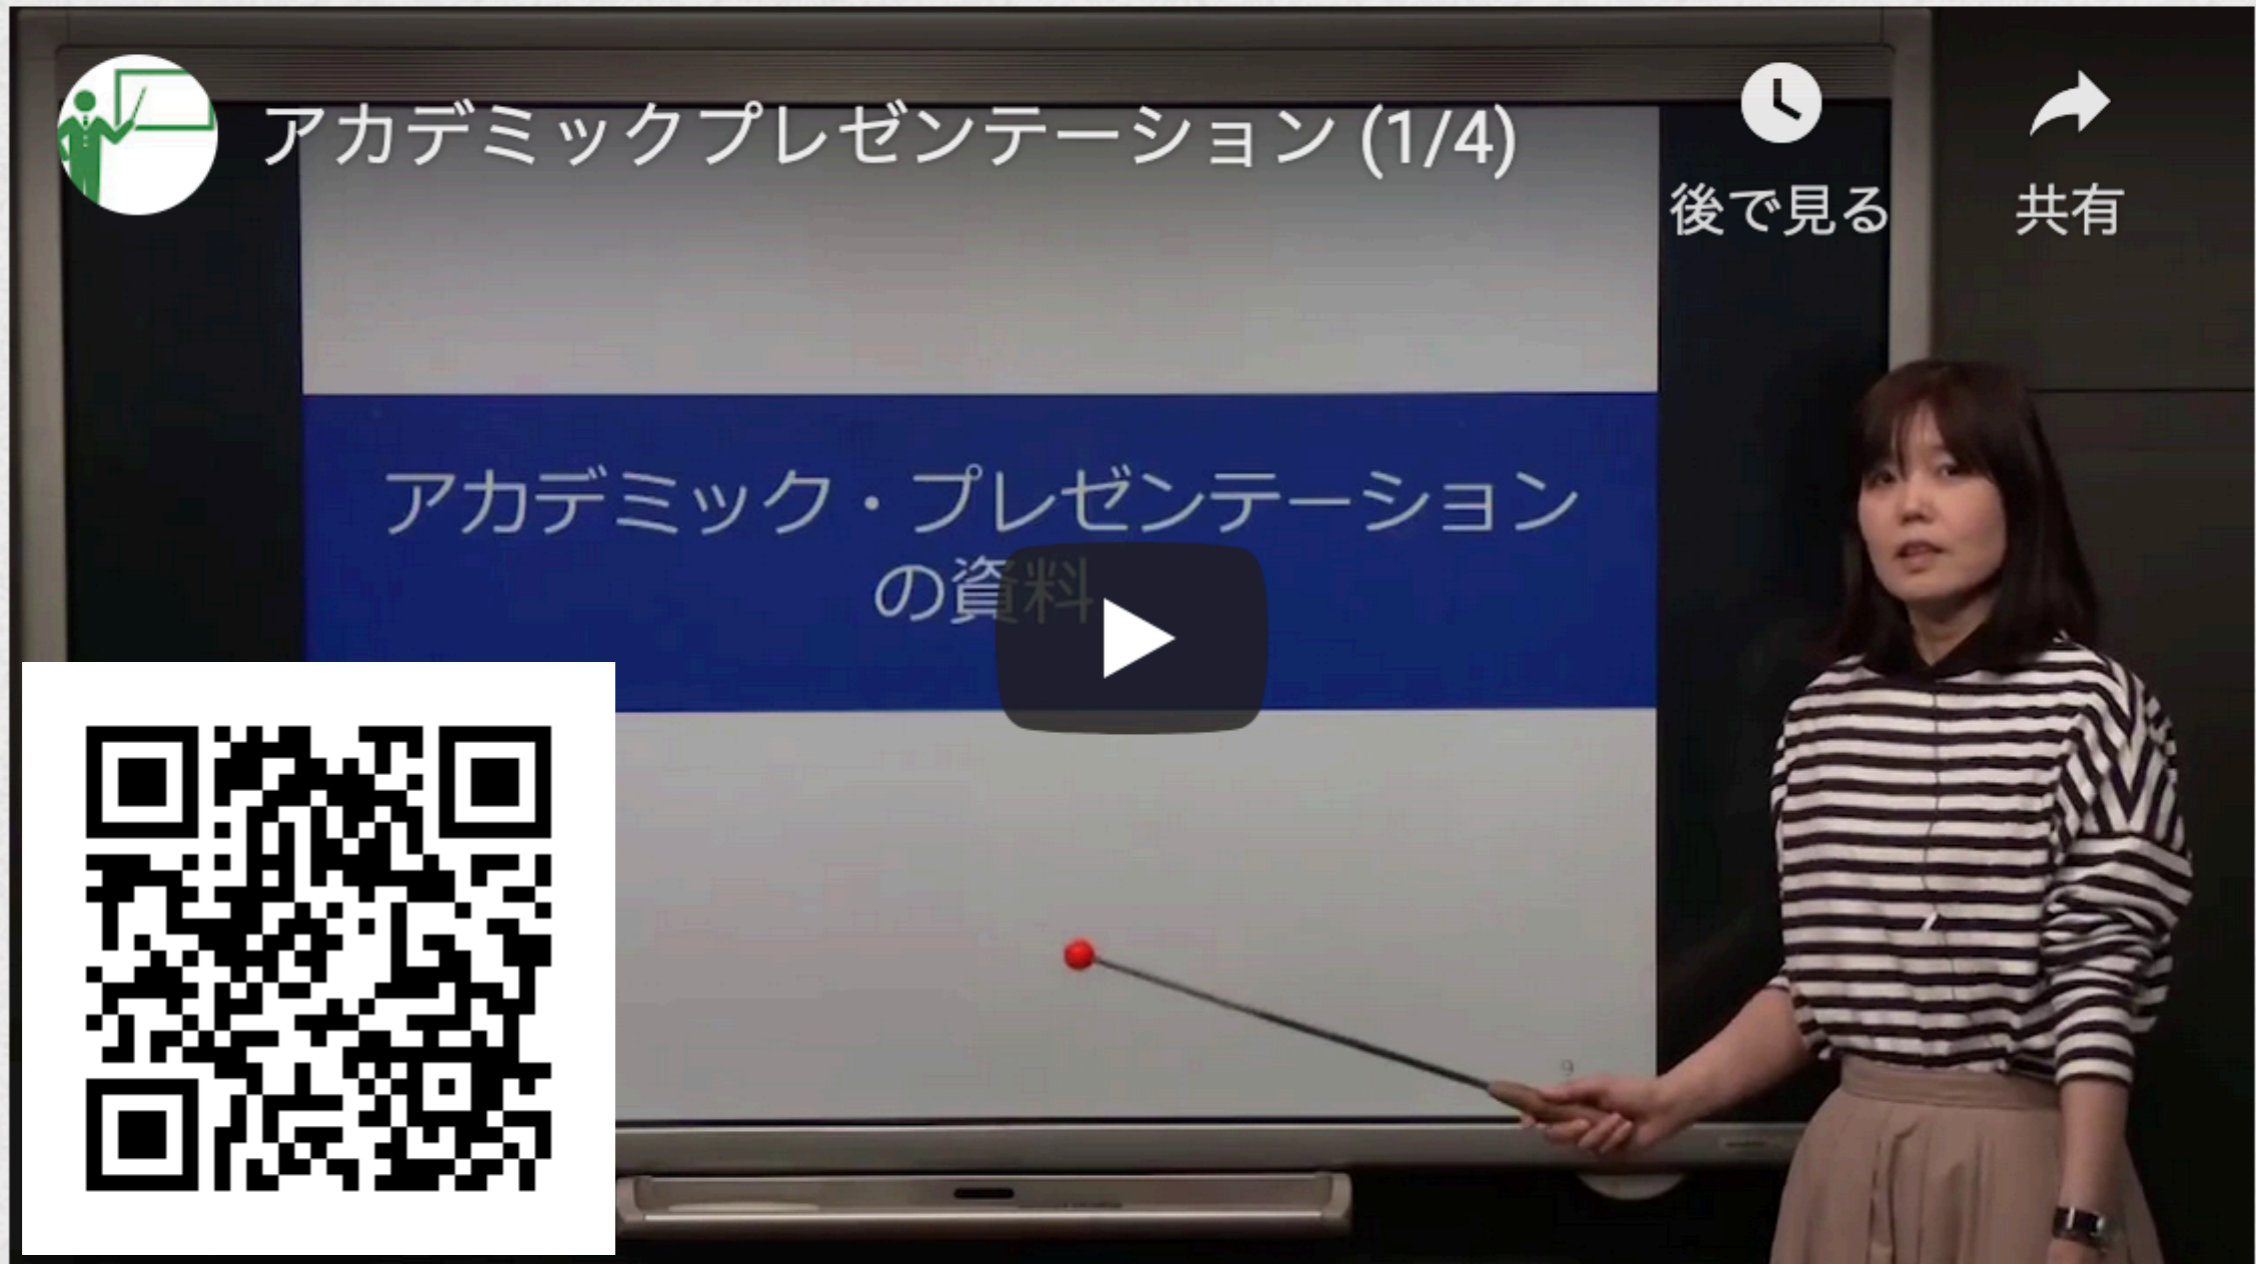 アカデミックプレゼンテーション (1/4)
後で見る
共有
アカデミック・プレゼンテーション
の資料
9